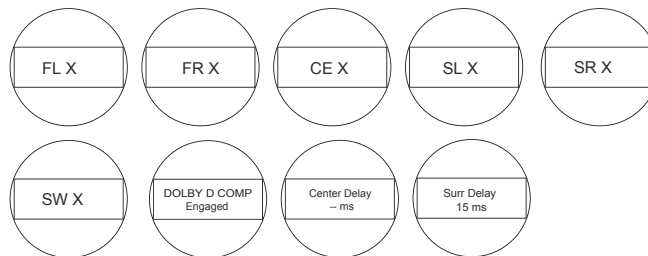 FL X
FR X
CE X
SL X
SR X
SW X
DOLBY D COMP
Engaged
Center Delay
-- ms
Surr Delay
15 ms